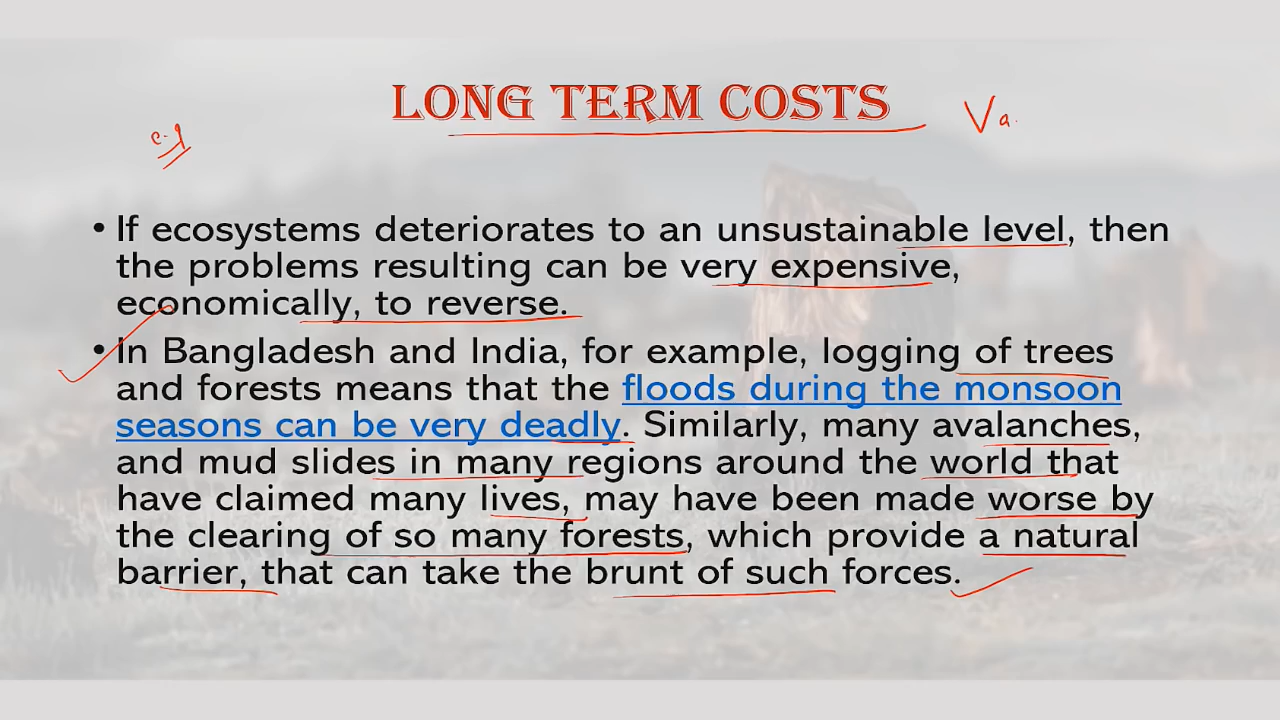 LONG TERM COSTS
Va.
e.g
• If ecosystems deteriorates to an unsustainable level, then
the problems resulting can be very expensive,
economically, to reverse.
• In Bangladesh and India, for example, logging of trees
and forests means that the floods during the monsoon
seasons can be very deadly. Similarly, many avalanches,
and mud slides in many regions around the world that
have claimed many lives, may have been made worse by
the clearing of so many forests, which provide a natural
barrier, that can take the brunt of such forces.